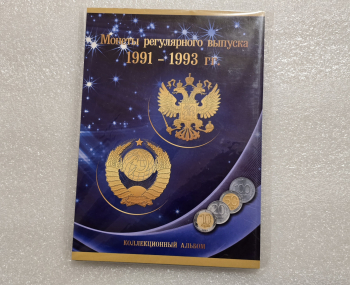 Монеты регулярного выпуска
1991 - 1993 гг.
КОЛЛЕКЦИОННЫЙ АЛЬБОМ